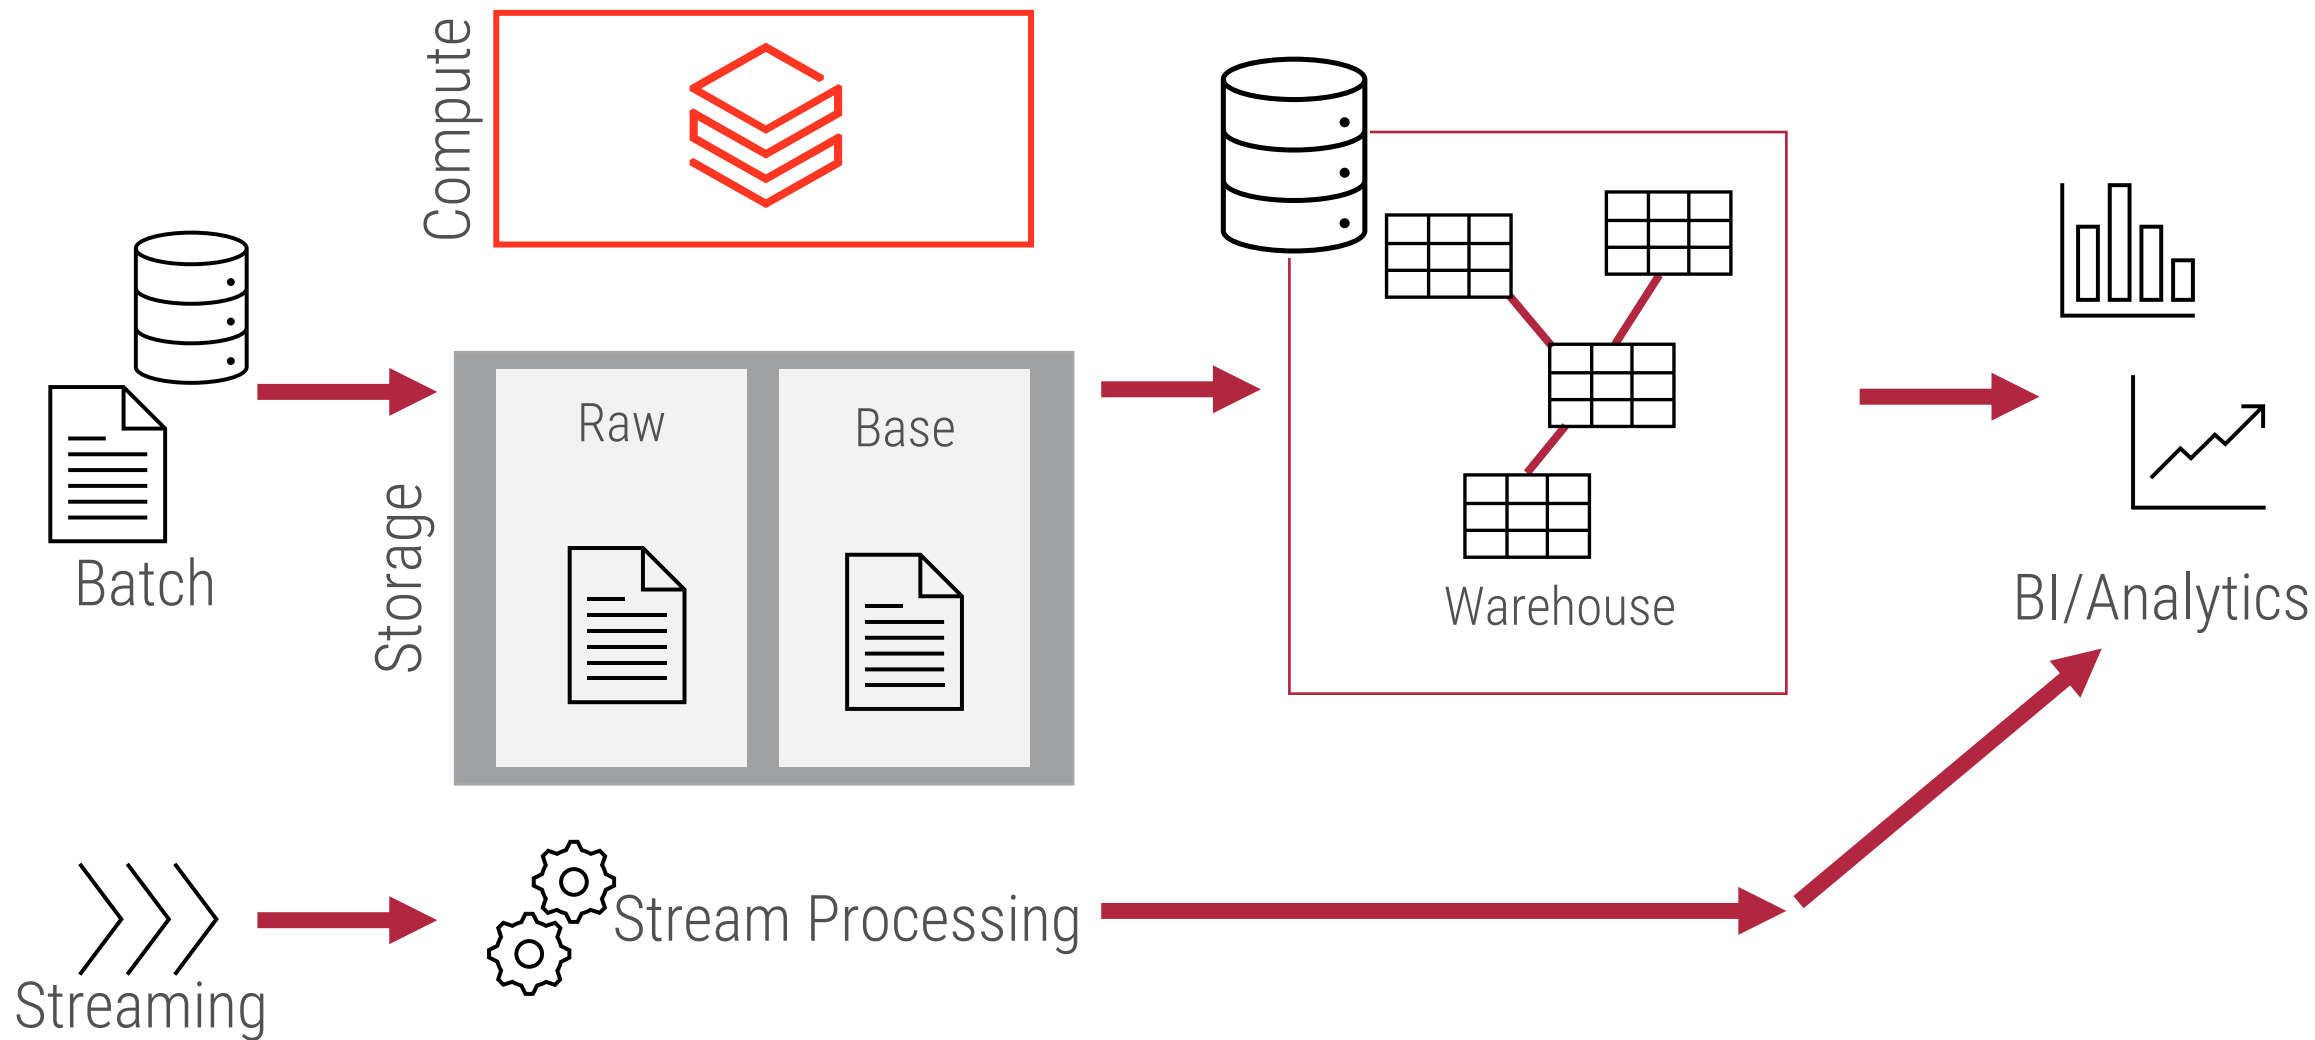 Compute
Storage
Raw
Base
Batch
Warehouse
BI/Analytics
Stream Processing
Streaming